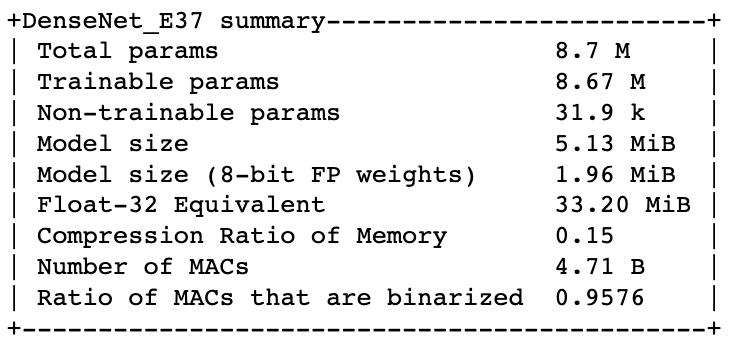 +DenseNet_E37 summary-------------------------+
| Total params                      8.7 M     |
| Trainable params                  8.67 M    |
| Non-trainable params              31.9 k    |
| Model size                        5.13 MiB  |
| Model size (8-bit FP weights)     1.96 MiB  |
| Float-32 Equivalent               33.20 MiB |
| Compression Ratio of Memory       0.15      |
| Number of MACs                    4.71 B    |
| Ratio of MACs that are binarized  0.9576    |
+---------------------------------------------+